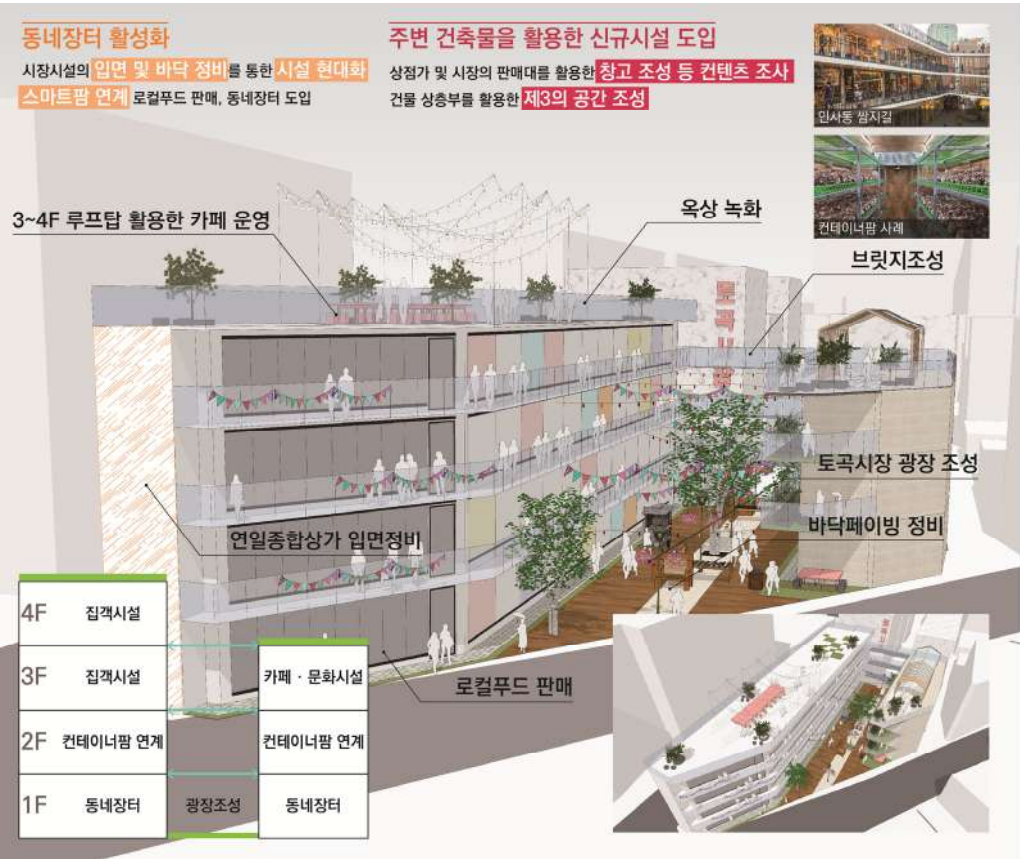 동네장터 활성화
시장시설의 입면 및 바닥 정비를 통한 시설 현대화
스마트팜 연계 로컬푸드 판매, 동네장터 도입
주변 건축물을 활용한 신규시설 도입
상점가 및 시장의 판매대를 활용한 창고 조성 등 컨텐츠 조사
건물 상층부를 활용한 제3의 공간 조성
인사동 쌈지길
컨테이너팜 사례
3~4F 루프탑 활용한 카페 운영
옥상 녹화
브릿지조성
토곡시장 광장 조성
바닥페이빙 정비
연일종합상가 입면정비
로컬푸드 판매
4F 집객시설
3F 집객시설 카페 · 문화시설
2F 컨테이너팜 연계 컨테이너팜 연계
1F 동네장터 광장조성 동네장터